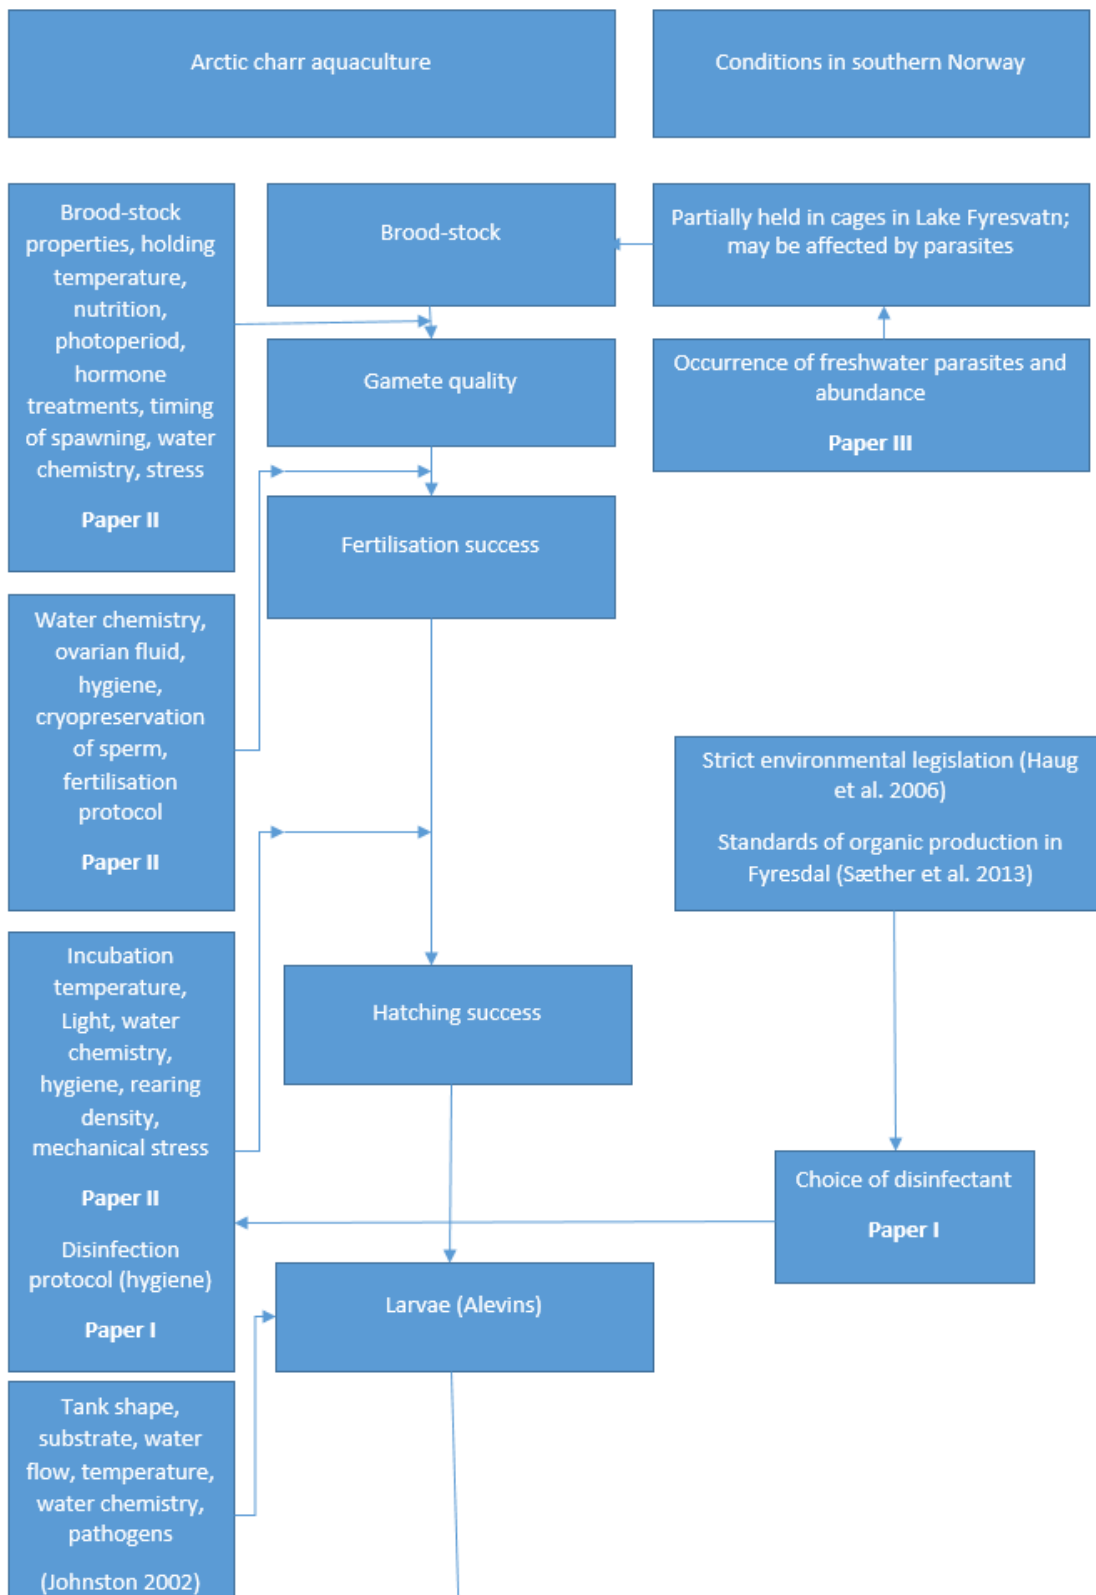 Arctic charr aquaculture
Conditions in southern Norway
Brood-stock
properties, holding
temperature,
nutrition,
photoperiod,
hormone
treatments, timing
of spawning, water
chemistry, stress
Paper II
Brood-stock
Partially held in cages in Lake Fyresvatn;
may be affected by parasites
Gamete quality
Occurrence of freshwater parasites and
abundance
Paper III
Fertilisation success
Water chemistry,
ovarian fluid,
hygiene,
cryopreservation
of sperm,
fertilisation
protocol
Paper II
Strict environmental legislation (Haug
et al. 2006)
Standards of organic production in
Fyresdal (Sæther et al. 2013)
Incubation
temperature,
Light, water
chemistry,
hygiene, rearing
density,
mechanical stress
Paper II
Disinfection
protocol (hygiene)
Paper I
Hatching success
Choice of disinfectant
Paper I
Larvae (Alevins)
Tank shape,
substrate, water
flow, temperature,
water chemistry,
pathogens
(Johnston 2002)